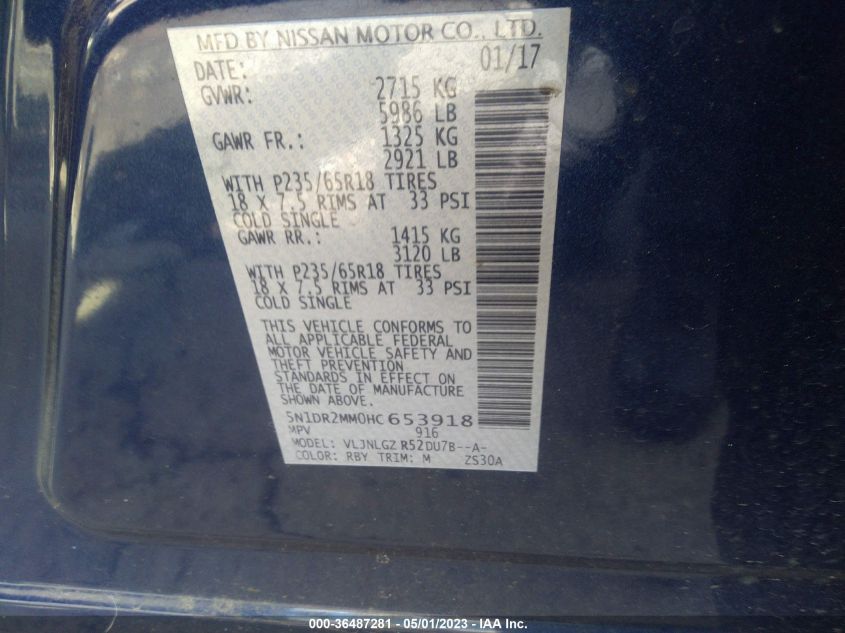 MFD BY NISSAN MOTOR CO., LTD.
DATE: 01/17
GVWR: 2715 KG
5986 LB
GAWR FR.: 1325 KG
2921 LB
WITH P235/65R18 TIRES
18 X 7.5 RIMS AT 33 PSI
COLD SINGLE
GAWR RR.: 1415 KG
3120 LB
WITH P235/65R18 TIRES
18 X 7.5 RIMS AT 33 PSI
COLD SINGLE
THIS VEHICLE CONFORMS TO
ALL APPLICABLE FEDERAL
MOTOR VEHICLE SAFETY AND
THEFT PREVENTION
STANDARDS IN EFFECT ON
THE DATE OF MANUFACTURE
SHOWN ABOVE.
5N1DR2MM0HC 653918
MPV 916
MODEL: VLJNLGZ R52DU7B--A-
COLOR: RBY TRIM: M ZS30A
000-36487281 - 05/01/2023 - © IAA Inc.